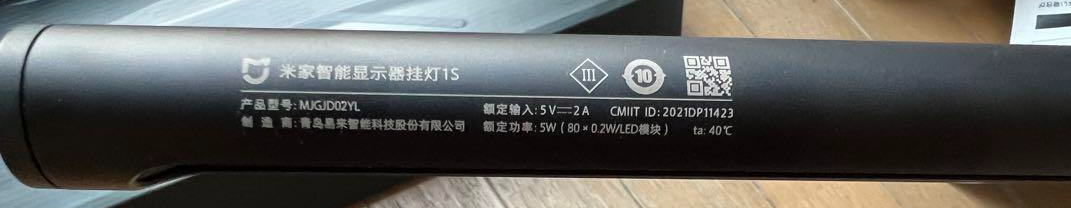 米家智能显示器挂灯1S
III
10
产品型号: MJGJD02YL
制 造 商: 青岛易来智能科技股份有限公司
额定输入: 5V⎓2A
CMIIT ID: 2021DP11423
额定功率: 5W（80×0.2W/LED模块）
ta: 40℃